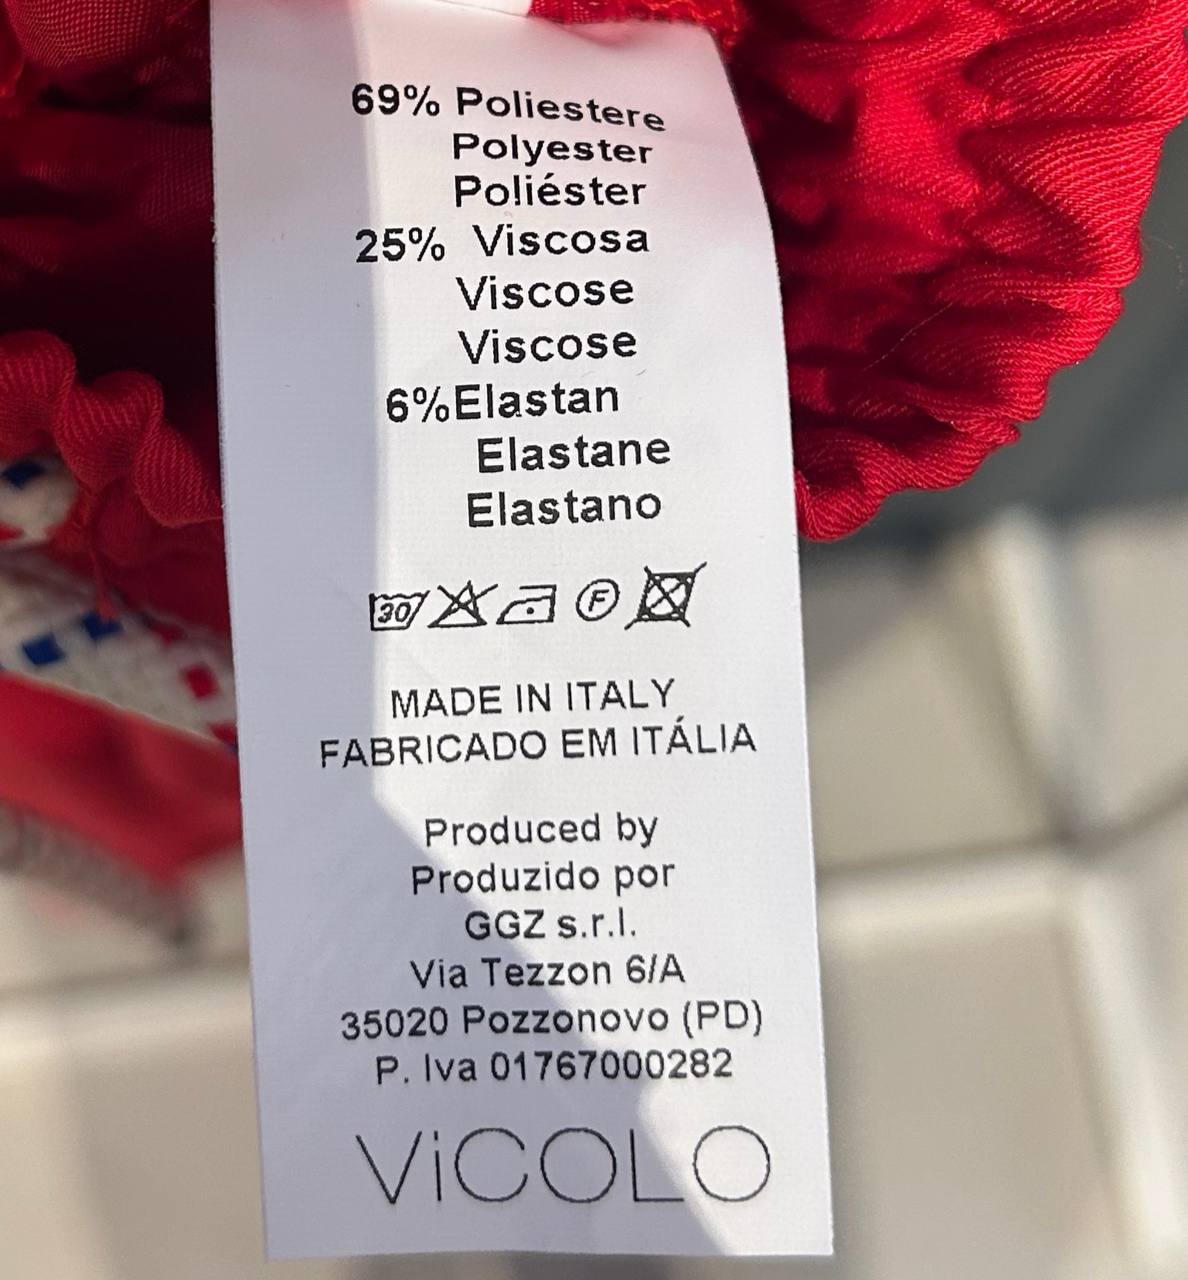 69% Poliestere
Polyester
Poliéster
25% Viscosa
Viscose
Viscose
6%Elastan
Elastane
Elastano
30 F
MADE IN ITALY
FABRICADO EM ITÁLIA
Produced by
Produzido por
GGZ s.r.l.
Via Tezzon 6/A
35020 Pozzonovo (PD)
P. Iva 01767000282
ViCOLO